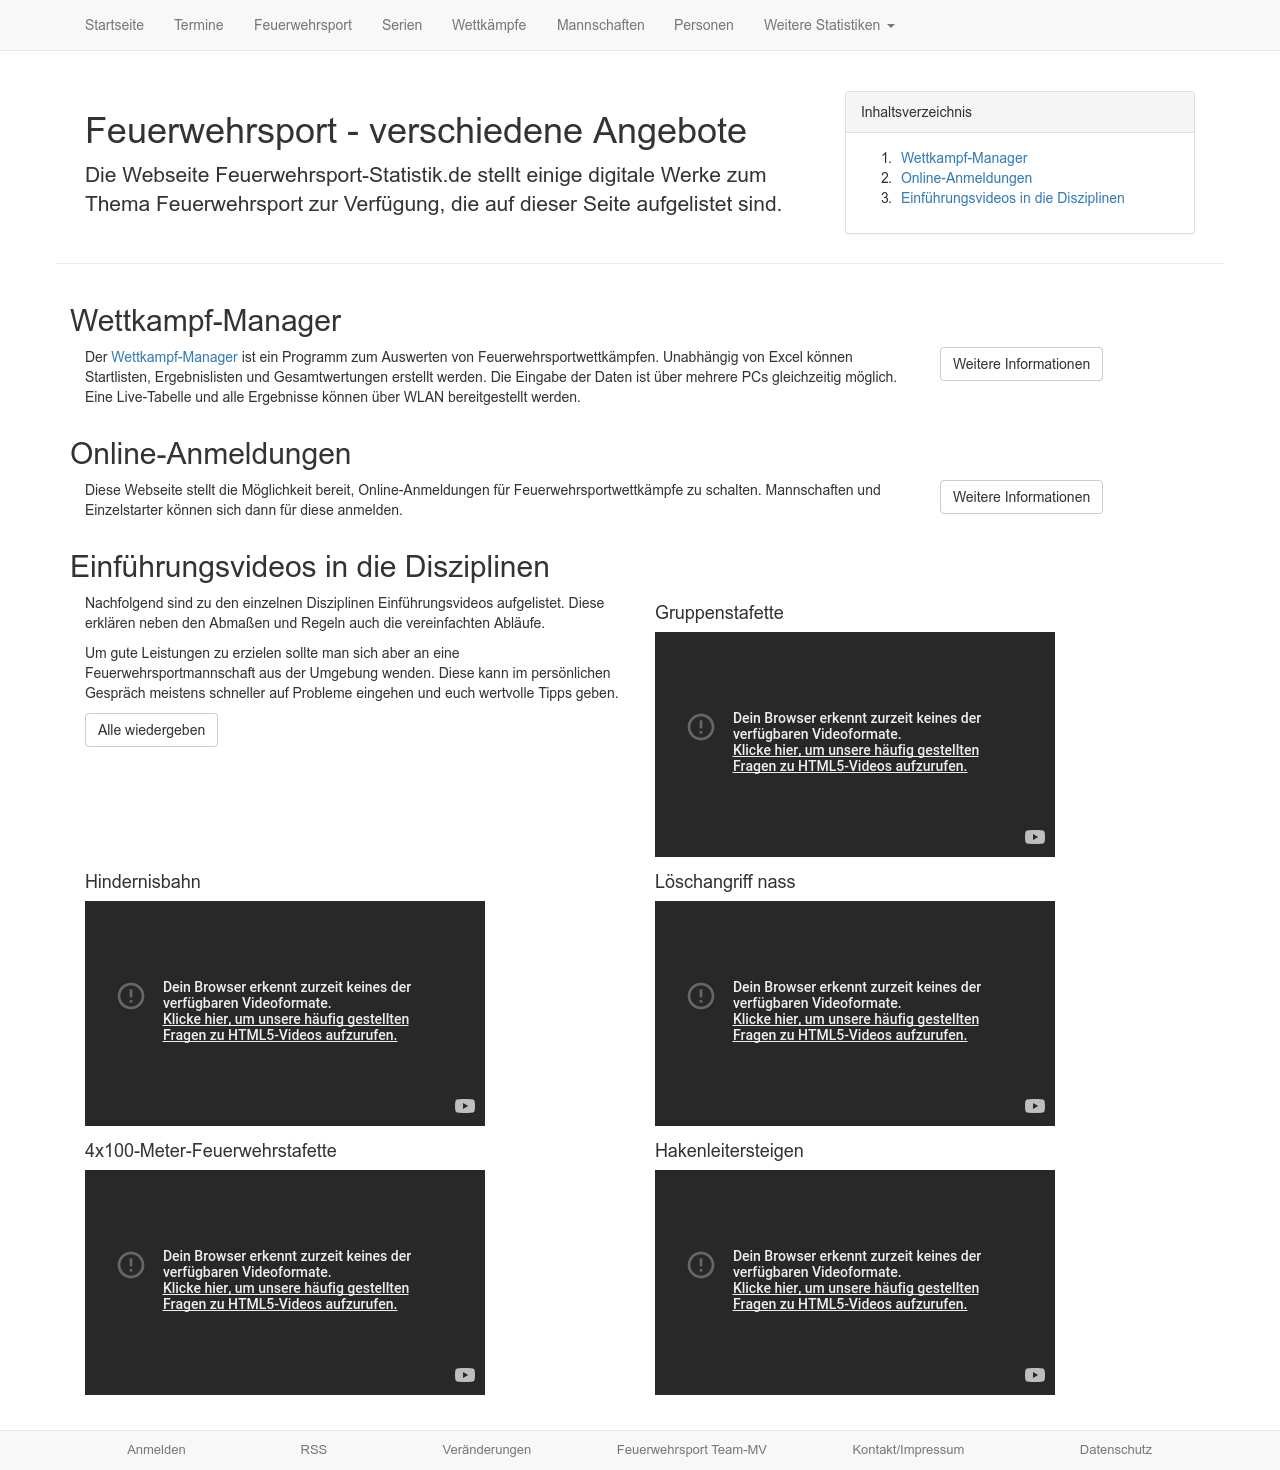 Startseite Termine Feuerwehrsport Serien Wettkämpfe Mannschaften Personen Weitere Statistiken
Feuerwehrsport - verschiedene Angebote
Die Webseite Feuerwehrsport-Statistik.de stellt einige digitale Werke zum
Thema Feuerwehrsport zur Verfügung, die auf dieser Seite aufgelistet sind.
Inhaltsverzeichnis
1. Wettkampf-Manager
2. Online-Anmeldungen
3. Einführungsvideos in die Disziplinen
Wettkampf-Manager
Der Wettkampf-Manager ist ein Programm zum Auswerten von Feuerwehrsportwettkämpfen. Unabhängig von Excel können
Startlisten, Ergebnislisten und Gesamtwertungen erstellt werden. Die Eingabe der Daten ist über mehrere PCs gleichzeitig möglich.
Eine Live-Tabelle und alle Ergebnisse können über WLAN bereitgestellt werden.
Weitere Informationen
Online-Anmeldungen
Diese Webseite stellt die Möglichkeit bereit, Online-Anmeldungen für Feuerwehrsportwettkämpfe zu schalten. Mannschaften und
Einzelstarter können sich dann für diese anmelden.
Weitere Informationen
Einführungsvideos in die Disziplinen
Nachfolgend sind zu den einzelnen Disziplinen Einführungsvideos aufgelistet. Diese
erklären neben den Abmaßen und Regeln auch die vereinfachten Abläufe.
Um gute Leistungen zu erzielen sollte man sich aber an eine
Feuerwehrsportmannschaft aus der Umgebung wenden. Diese kann im persönlichen
Gespräch meistens schneller auf Probleme eingehen und euch wertvolle Tipps geben.
Alle wiedergeben
Gruppenstafette
Dein Browser erkennt zurzeit keines der
verfügbaren Videoformate.
Klicke hier, um unsere häufig gestellten
Fragen zu HTML5-Videos aufzurufen.
Hindernisbahn
Dein Browser erkennt zurzeit keines der
verfügbaren Videoformate.
Klicke hier, um unsere häufig gestellten
Fragen zu HTML5-Videos aufzurufen.
Löschangriff nass
Dein Browser erkennt zurzeit keines der
verfügbaren Videoformate.
Klicke hier, um unsere häufig gestellten
Fragen zu HTML5-Videos aufzurufen.
4x100-Meter-Feuerwehrstafette
Dein Browser erkennt zurzeit keines der
verfügbaren Videoformate.
Klicke hier, um unsere häufig gestellten
Fragen zu HTML5-Videos aufzurufen.
Hakenleitersteigen
Dein Browser erkennt zurzeit keines der
verfügbaren Videoformate.
Klicke hier, um unsere häufig gestellten
Fragen zu HTML5-Videos aufzurufen.
Anmelden RSS Veränderungen Feuerwehrsport Team-MV Kontakt/Impressum Datenschutz